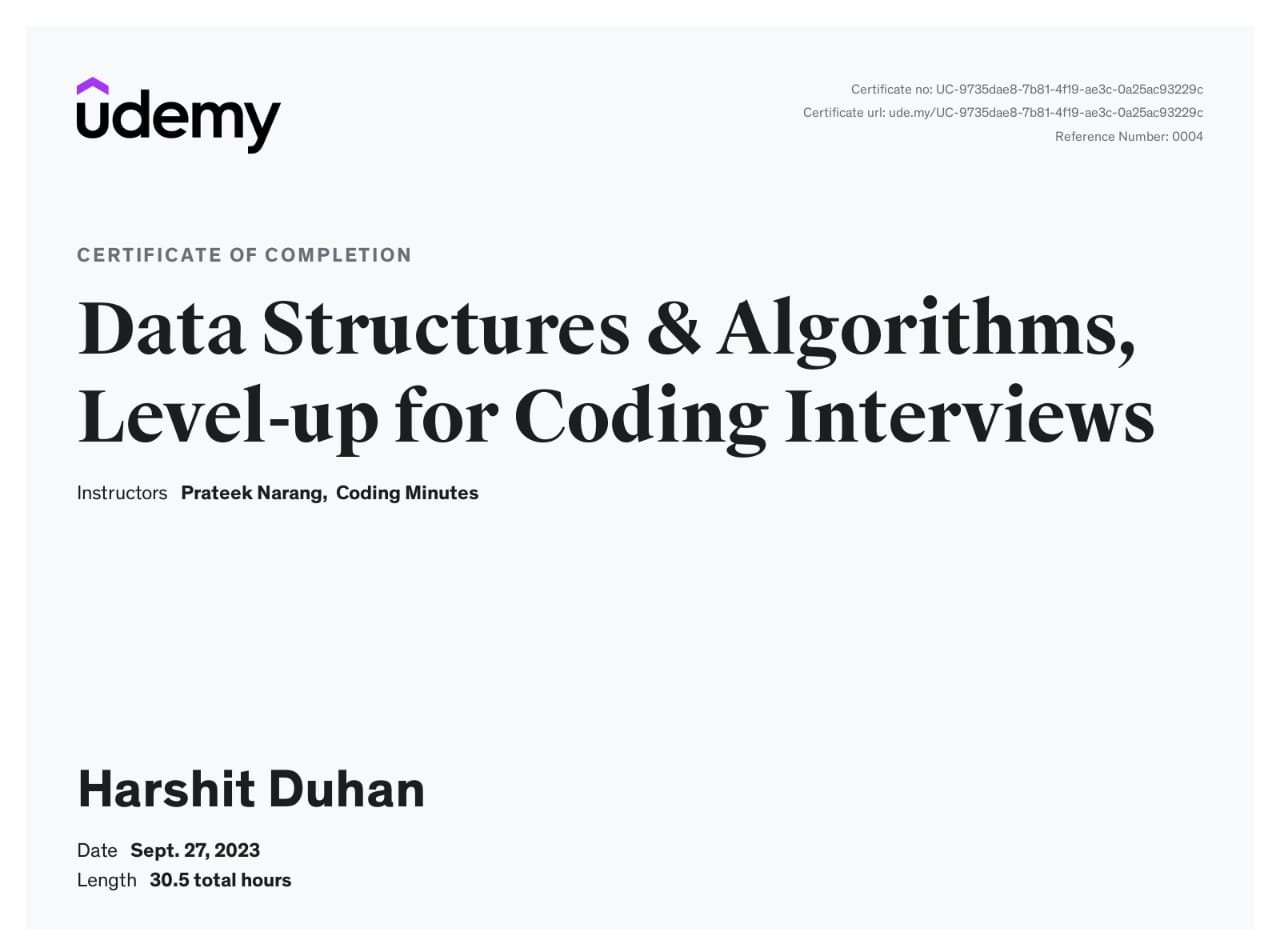 udemy
Certificate no: UC-9735dae8-7b81-4f19-ae3c-0a25ac93229c
Certificate url: ude.my/UC-9735dae8-7b81-4f19-ae3c-0a25ac93229c
Reference Number: 0004
CERTIFICATE OF COMPLETION
Data Structures & Algorithms,
Level-up for Coding Interviews
Instructors Prateek Narang, Coding Minutes
Harshit Duhan
Date Sept. 27, 2023
Length 30.5 total hours